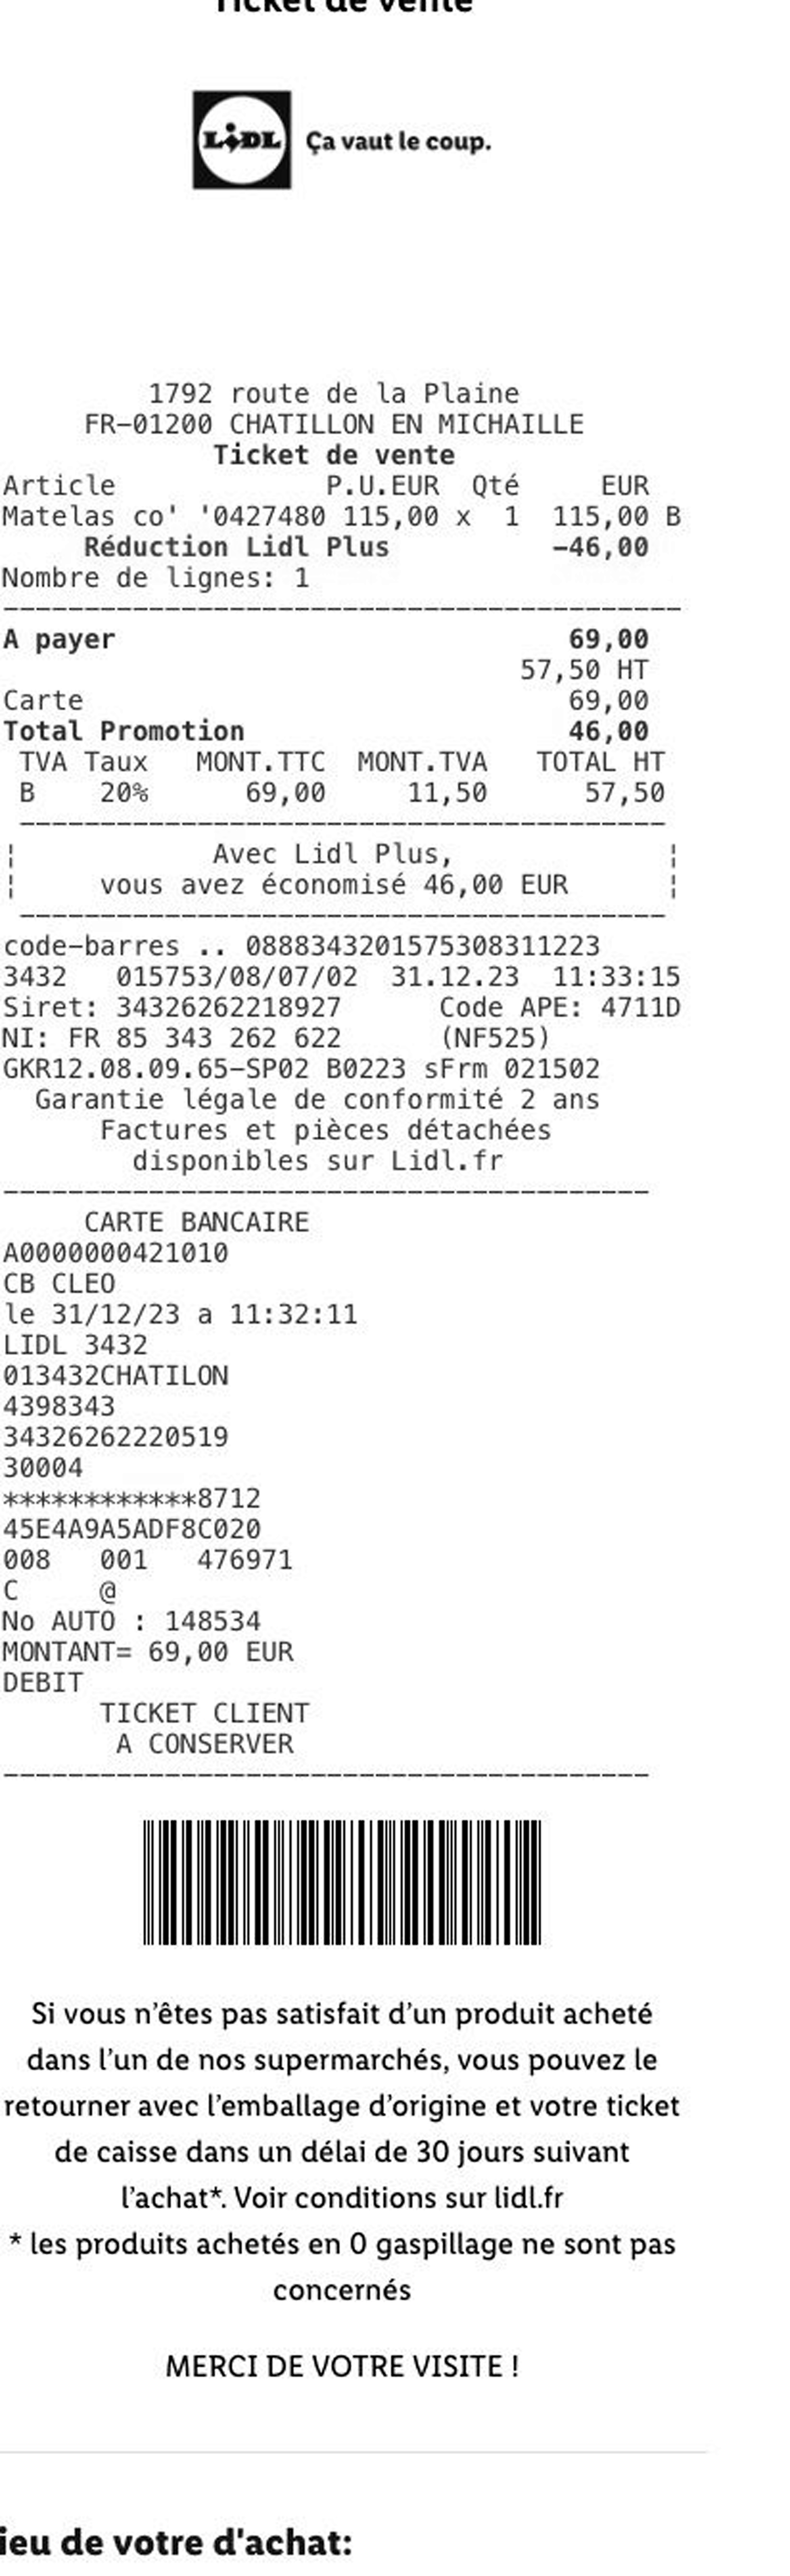 Ticket de vente
LIDL Ça vaut le coup.
1792 route de la Plaine
FR-01200 CHATILLON EN MICHAILLE
Ticket de vente
Article P.U.EUR Qté EUR
Matelas co' '0427480 115,00 x 1 115,00 B
Réduction Lidl Plus -46,00
Nombre de lignes: 1
A payer 69,00
57,50 HT
Carte 69,00
Total Promotion 46,00
TVA Taux MONT.TTC MONT.TVA TOTAL HT
B 20% 69,00 11,50 57,50
Avec Lidl Plus,
vous avez économisé 46,00 EUR
code-barres .. 0888343201575308311223
3432 015753/08/07/02 31.12.23 11:33:15
Siret: 34326262218927 Code APE: 4711D
NI: FR 85 343 262 622 (NF525)
GKR12.08.09.65-SP02 B0223 sFrm 021502
Garantie légale de conformité 2 ans
Factures et pièces détachées
disponibles sur Lidl.fr
CARTE BANCAIRE
A0000000421010
CB CLEO
le 31/12/23 a 11:32:11
LIDL 3432
013432CHATILON
4398343
34326262220519
30004
************8712
45E4A9A5ADF8C020
008 001 476971
C @
No AUTO : 148534
MONTANT= 69,00 EUR
DEBIT
TICKET CLIENT
A CONSERVER
Si vous n'êtes pas satisfait d'un produit acheté
dans l'un de nos supermarchés, vous pouvez le
retourner avec l'emballage d'origine et votre ticket
de caisse dans un délai de 30 jours suivant
l'achat*. Voir conditions sur lidl.fr
* les produits achetés en 0 gaspillage ne sont pas
concernés
MERCI DE VOTRE VISITE !
ieu de votre d'achat: